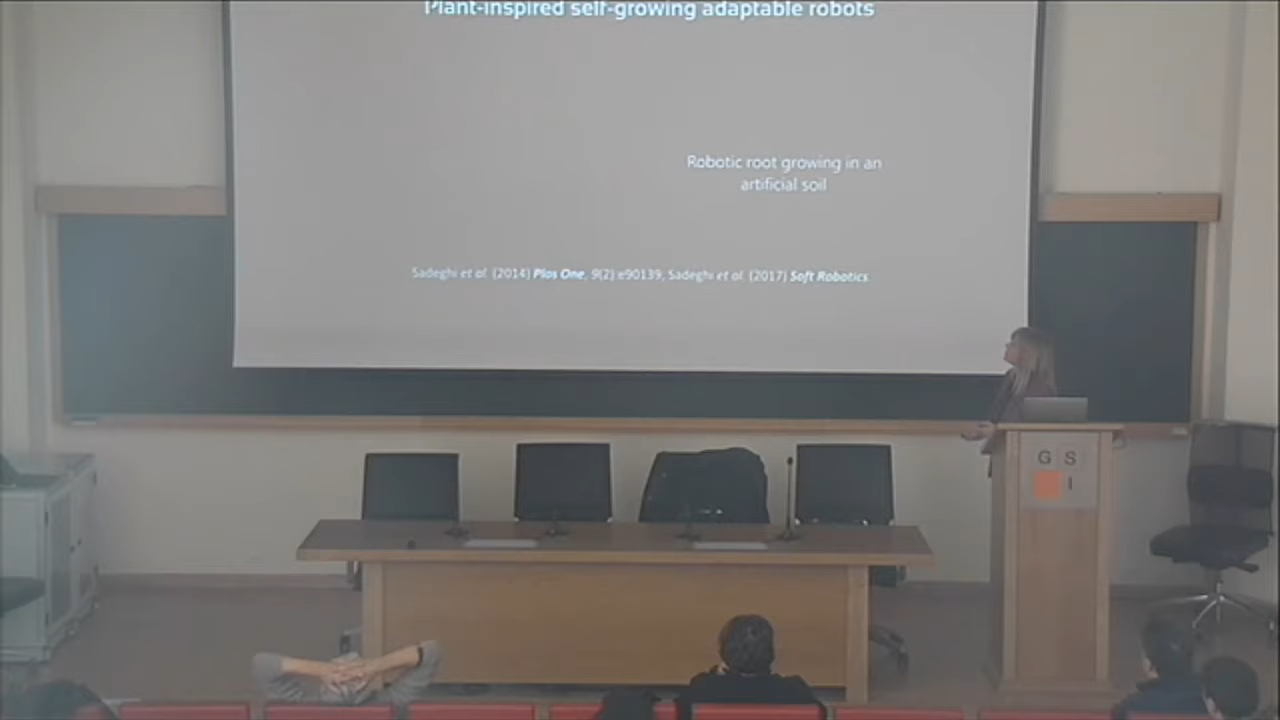 Plant-inspired self-growing adaptable robots
Robotic root growing in an
artificial soil
Sadeghi et al. (2014) Plos One, 9(2):e90139; Sadeghi et al. (2017) Soft Robotics
G S
I